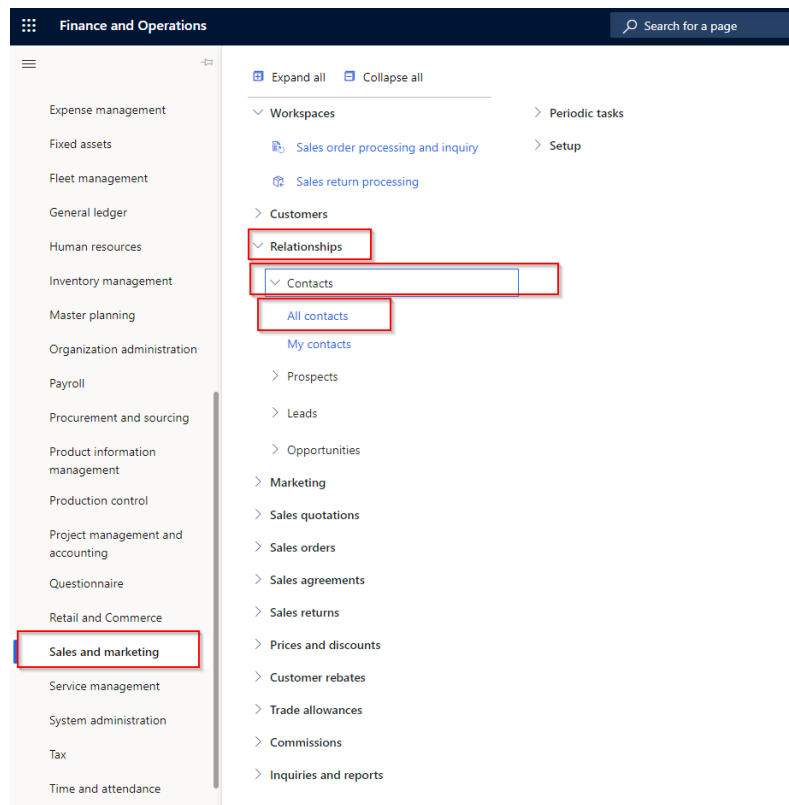 Finance and Operations
Search for a page
Expense management
Fixed assets
Fleet management
General ledger
Human resources
Inventory management
Master planning
Organization administration
Payroll
Procurement and sourcing
Product information
management
Production control
Project management and
accounting
Questionnaire
Retail and Commerce
Sales and marketing
Service management
System administration
Tax
Time and attendance
Expand all
Collapse all
Workspaces
Sales order processing and inquiry
Sales return processing
Customers
Relationships
Contacts
All contacts
My contacts
Prospects
Leads
Opportunities
Marketing
Sales quotations
Sales orders
Sales agreements
Sales returns
Prices and discounts
Customer rebates
Trade allowances
Commissions
Inquiries and reports
Periodic tasks
Setup